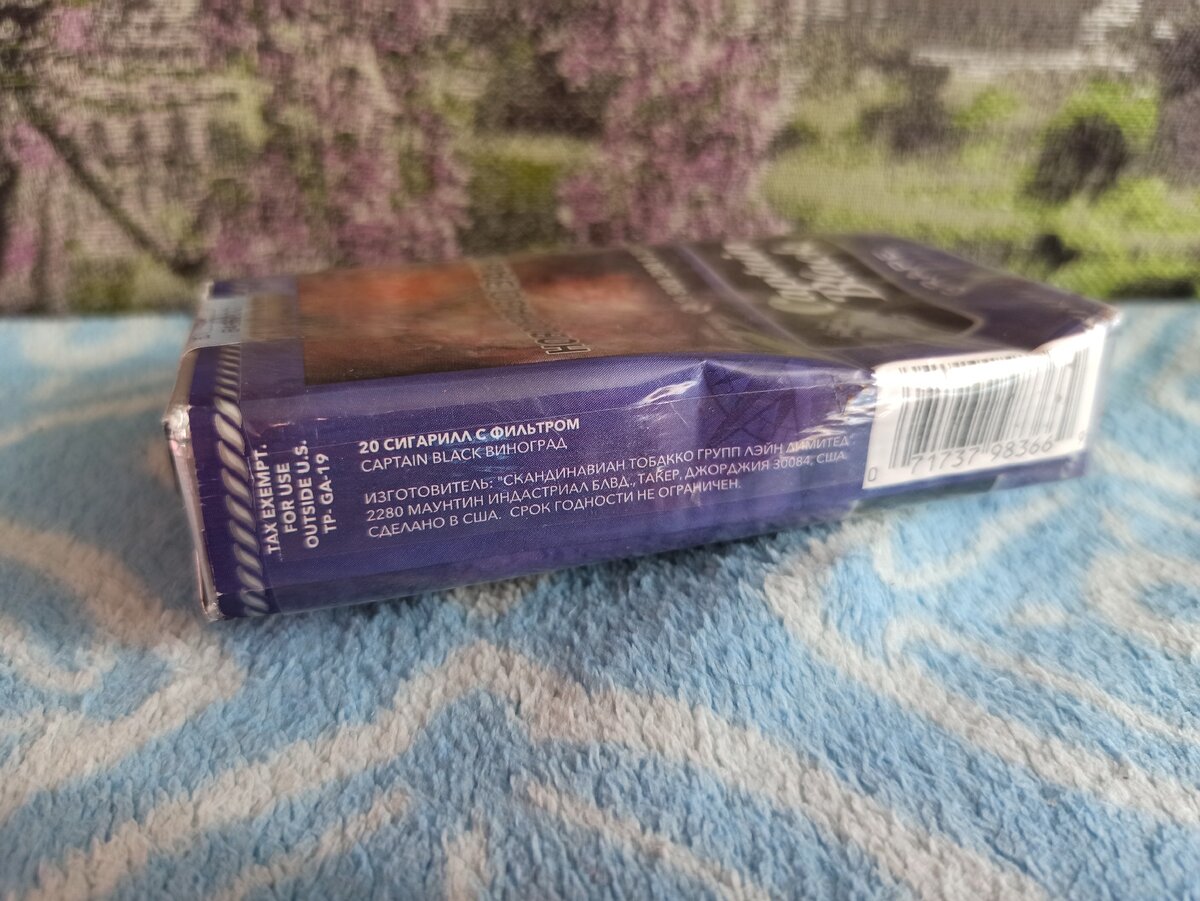 TAX EXEMPT.
FOR USE
OUTSIDE U.S.
TP- GA-19
20 СИГАРИЛЛ С ФИЛЬТРОМ
CAPTAIN BLACK ВИНОГРАД
ИЗГОТОВИТЕЛЬ: "СКАНДИНАВИАН ТОБАККО ГРУПП ЛЭЙН ЛИМИТЕД".
2280 МАУНТИН ИНДАСТРИАЛ БЛВД., ТАКЕР, ДЖОРДЖИЯ 30084, США.
СДЕЛАНО В США. СРОК ГОДНОСТИ НЕ ОГРАНИЧЕН.
0 71737 98366